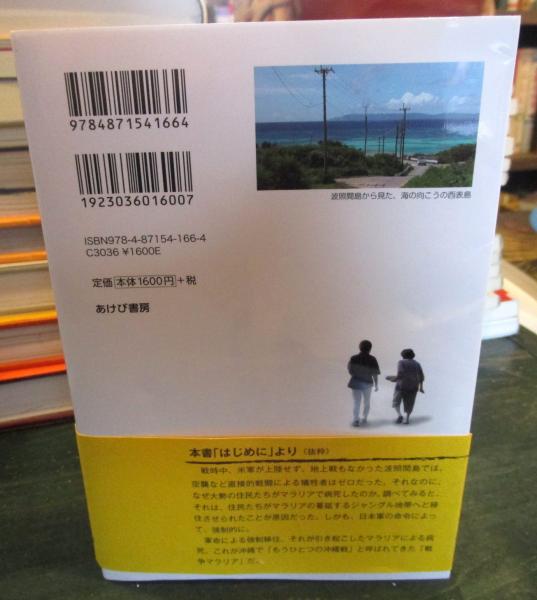 9784871541664
1923036016007
波照間島から見た、海の向こうの西表島
ISBN978-4-87154-166-4
C3036 ¥1600E
定価 本体1600円 +税
あけび書房
本書「はじめに」より（抜粋）
戦時中、米軍が上陸せず、地上戦もなかった波照間島では、
空襲など直接的戦闘による犠牲者はゼロだった。それなのに、
なぜ大勢の住民たちがマラリアで病死したのか。調べてみると、
それは、住民たちがマラリアの蔓延するジャングル地帯へと移
住させられたことが原因だった。しかも、日本軍の命令によっ
て、強制的に。
軍命による強制移住、それが引き起こしたマラリアによる病
死。これが沖縄で「もうひとつの沖縄戦」と呼ばれてきた「戦
争マラリア」だ。